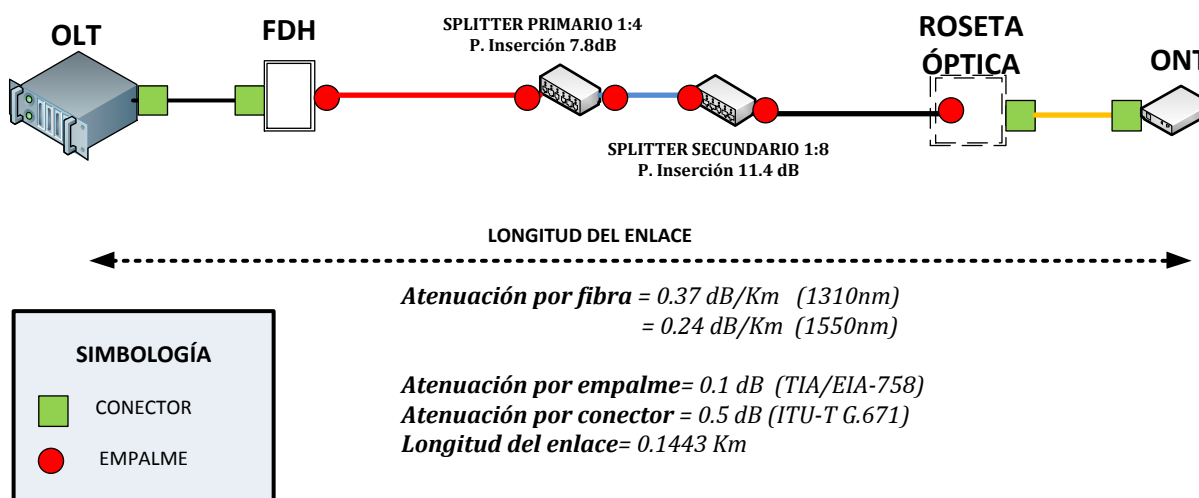 OLT
FDH
SPLITTER PRIMARIO 1:4
P. Inserción 7.8dB
ROSETA
ÓPTICA
ONT
SPLITTER SECUNDARIO 1:8
P. Inserción 11.4 dB
LONGITUD DEL ENLACE
Atenuación por fibra = 0.37 dB/Km (1310nm)
= 0.24 dB/Km (1550nm)
SIMBOLOGÍA
CONECTOR
EMPALME
Atenuación por empalme= 0.1 dB (TIA/EIA-758)
Atenuación por conector = 0.5 dB (ITU-T G.671)
Longitud del enlace= 0.1443 Km